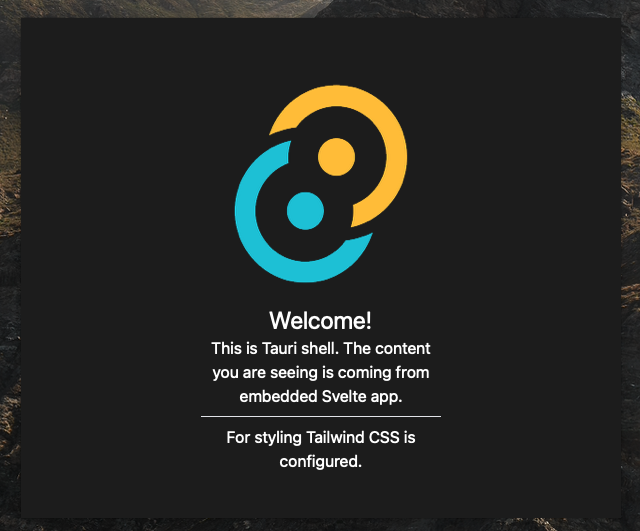 Welcome!
This is Tauri shell. The content
you are seeing is coming from
embedded Svelte app.
For styling Tailwind CSS is
configured.